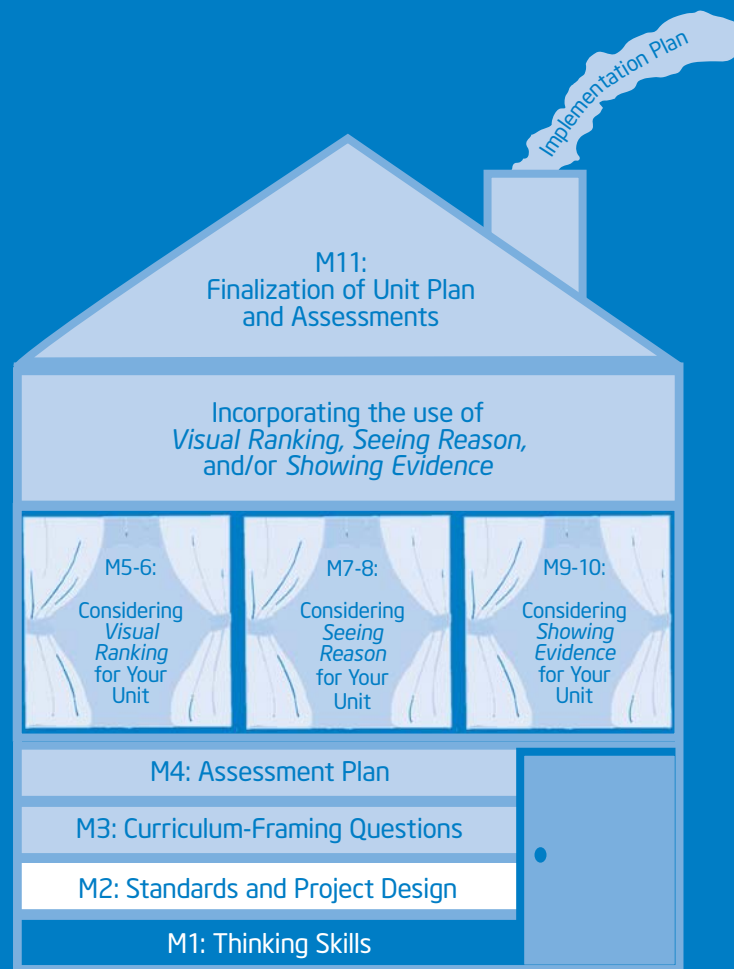 Implementation Plan
M11:
Finalization of Unit Plan
and Assessments
Incorporating the use of
Visual Ranking, Seeing Reason,
and/or Showing Evidence
M5-6:
Considering
Visual
Ranking
for Your
Unit
M7-8:
Considering
Seeing
Reason
for Your
Unit
M9-10:
Considering
Showing
Evidence
for Your
Unit
M4: Assessment Plan
M3: Curriculum-Framing Questions
M2: Standards and Project Design
M1: Thinking Skills